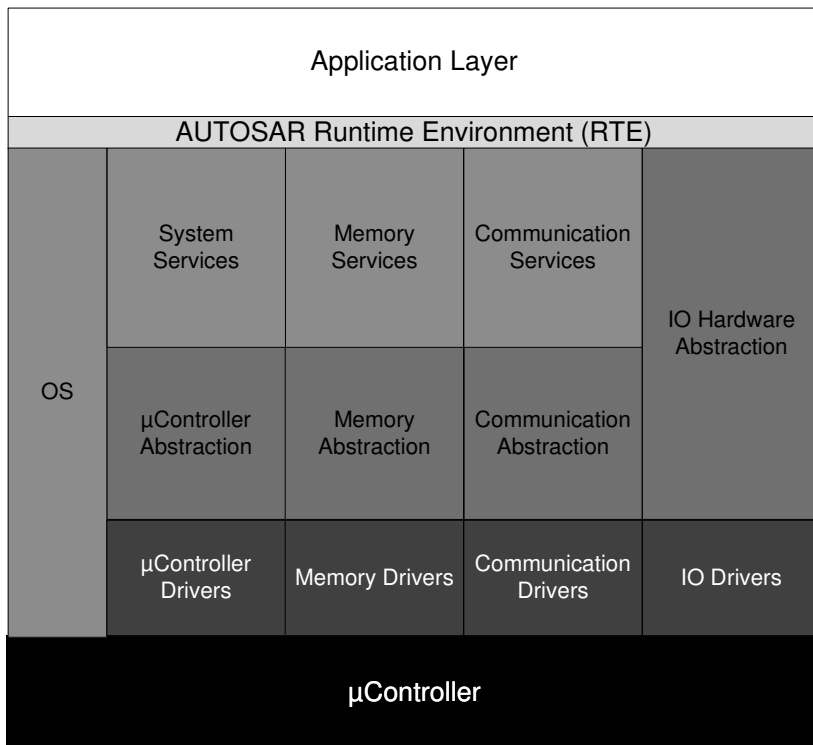 Application Layer
AUTOSAR Runtime Environment (RTE)
OS
System
Services
Memory
Services
Communication
Services
IO Hardware
Abstraction
µController
Abstraction
Memory
Abstraction
Communication
Abstraction
µController
Drivers
Memory Drivers
Communication
Drivers
IO Drivers
µController